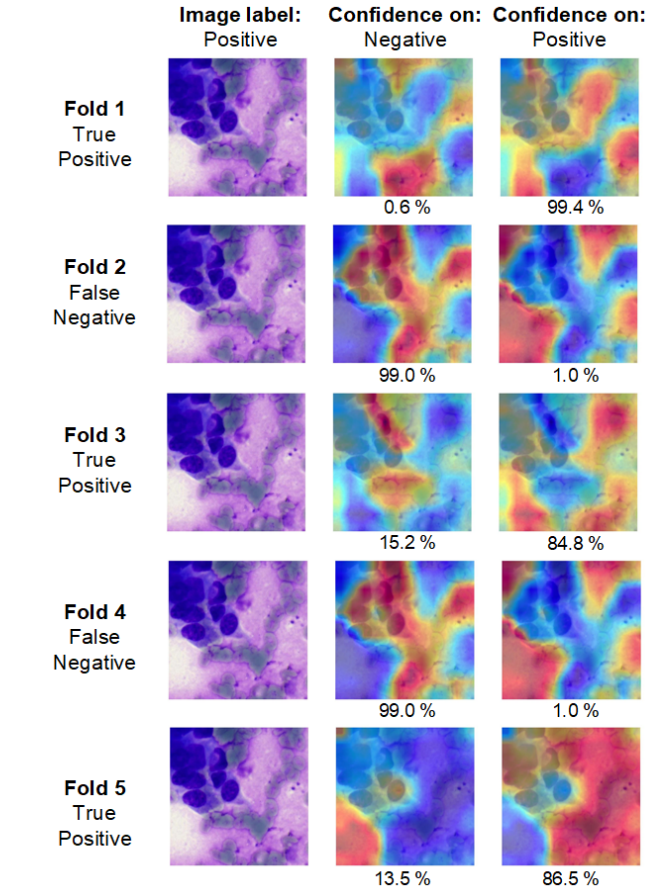 Image label: Confidence on: Confidence on:
Positive Negative Positive
Fold 1
True
Positive
0.6 % 99.4 %
Fold 2
False
Negative
99.0 % 1.0 %
Fold 3
True
Positive
15.2 % 84.8 %
Fold 4
False
Negative
99.0 % 1.0 %
Fold 5
True
Positive
13.5 % 86.5 %